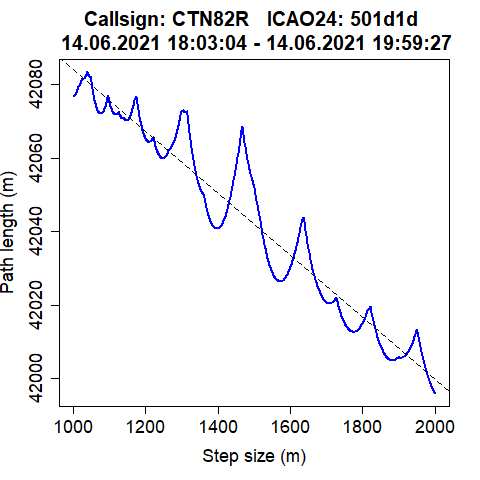 Callsign: CTN82R   ICAO24: 501d1d
14.06.2021 18:03:04 - 14.06.2021 19:59:27
Path length (m)
42080
42060
42040
42020
42000
1000
1200
1400
1600
1800
2000
Step size (m)